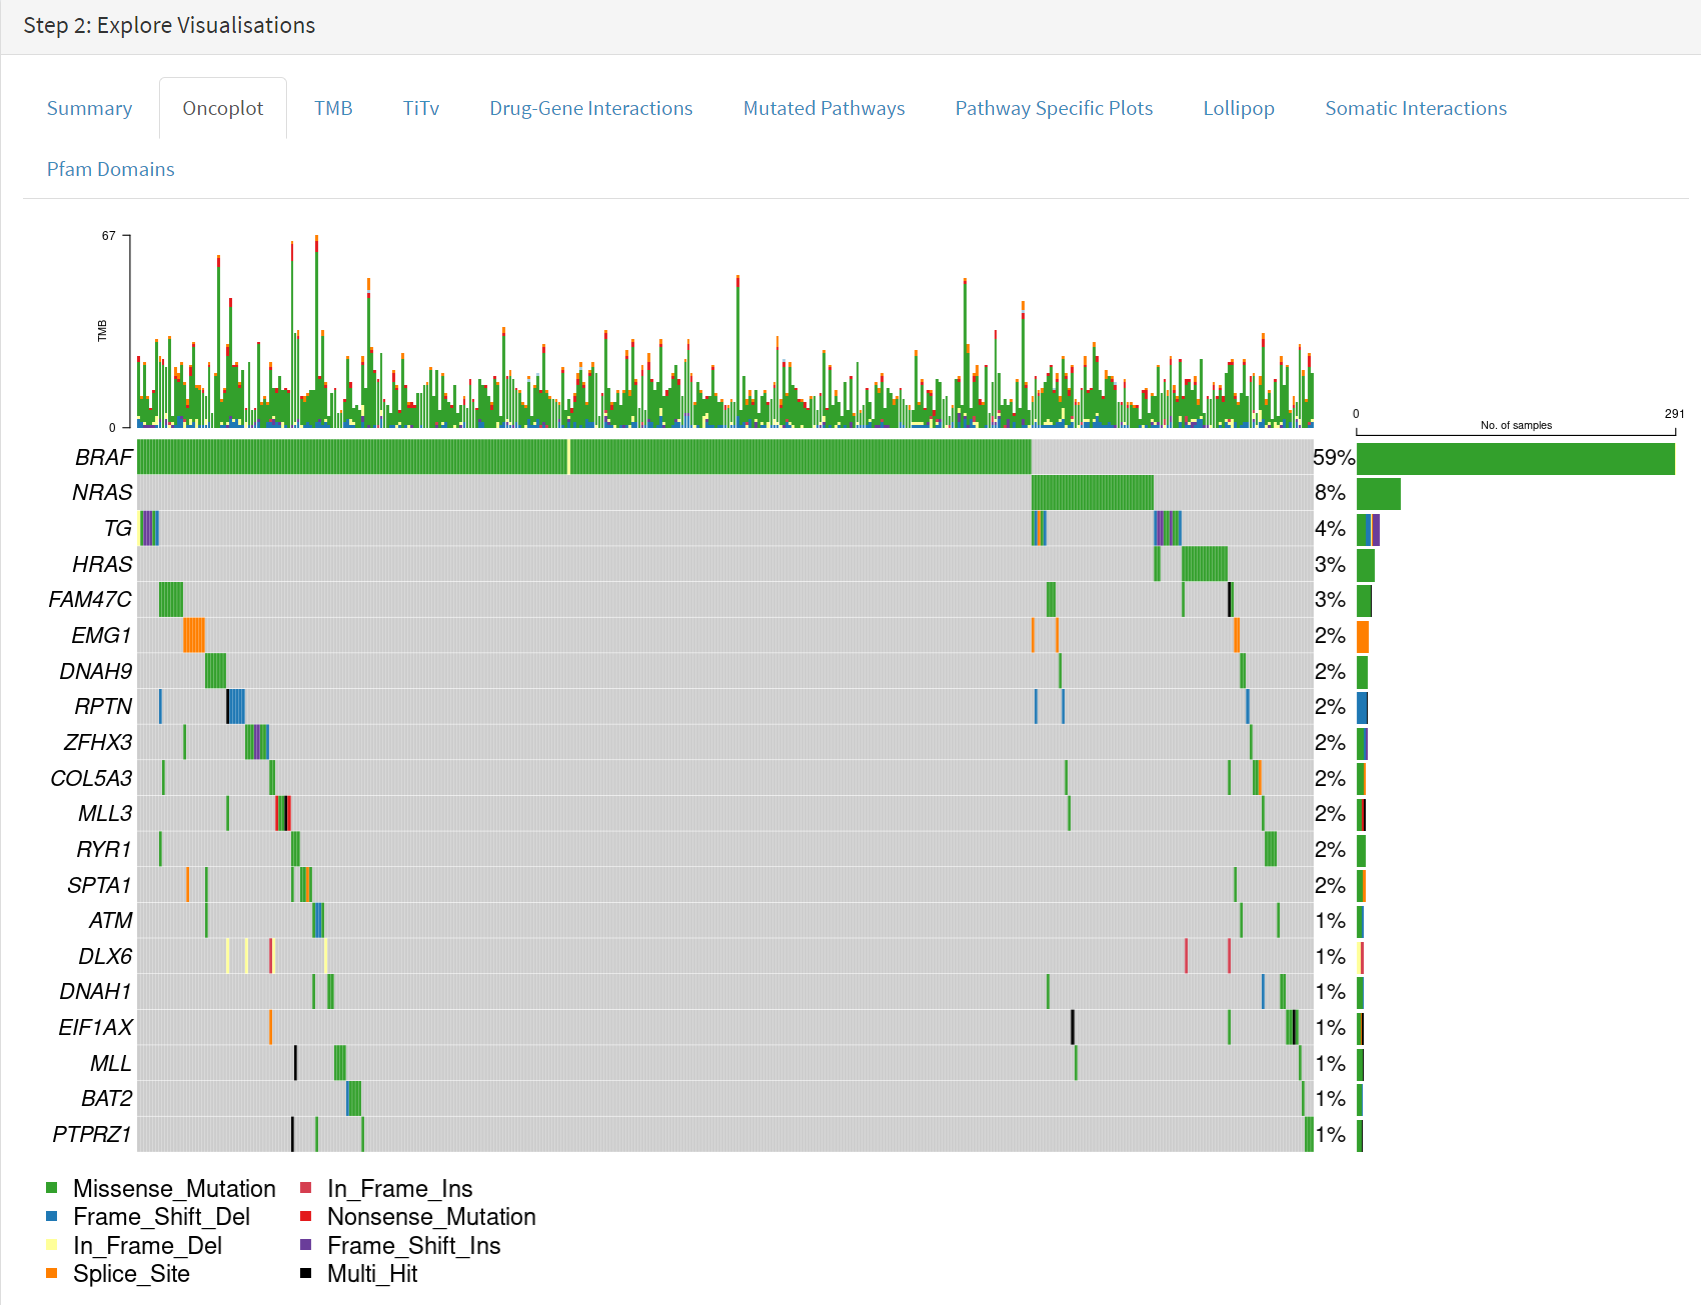 Step 2: Explore Visualisations
Summary Oncoplot TMB TiTv Drug-Gene Interactions Mutated Pathways Pathway Specific Plots Lollipop Somatic Interactions
Pfam Domains
67
TMB
0
0 291
No. of samples
BRAF 59%
NRAS 8%
TG 4%
HRAS 3%
FAM47C 3%
EMG1 2%
DNAH9 2%
RPTN 2%
ZFHX3 2%
COL5A3 2%
MLL3 2%
RYR1 2%
SPTA1 2%
ATM 1%
DLX6 1%
DNAH1 1%
EIF1AX 1%
MLL 1%
BAT2 1%
PTPRZ1 1%
Missense_Mutation In_Frame_Ins
Frame_Shift_Del Nonsense_Mutation
In_Frame_Del Frame_Shift_Ins
Splice_Site Multi_Hit